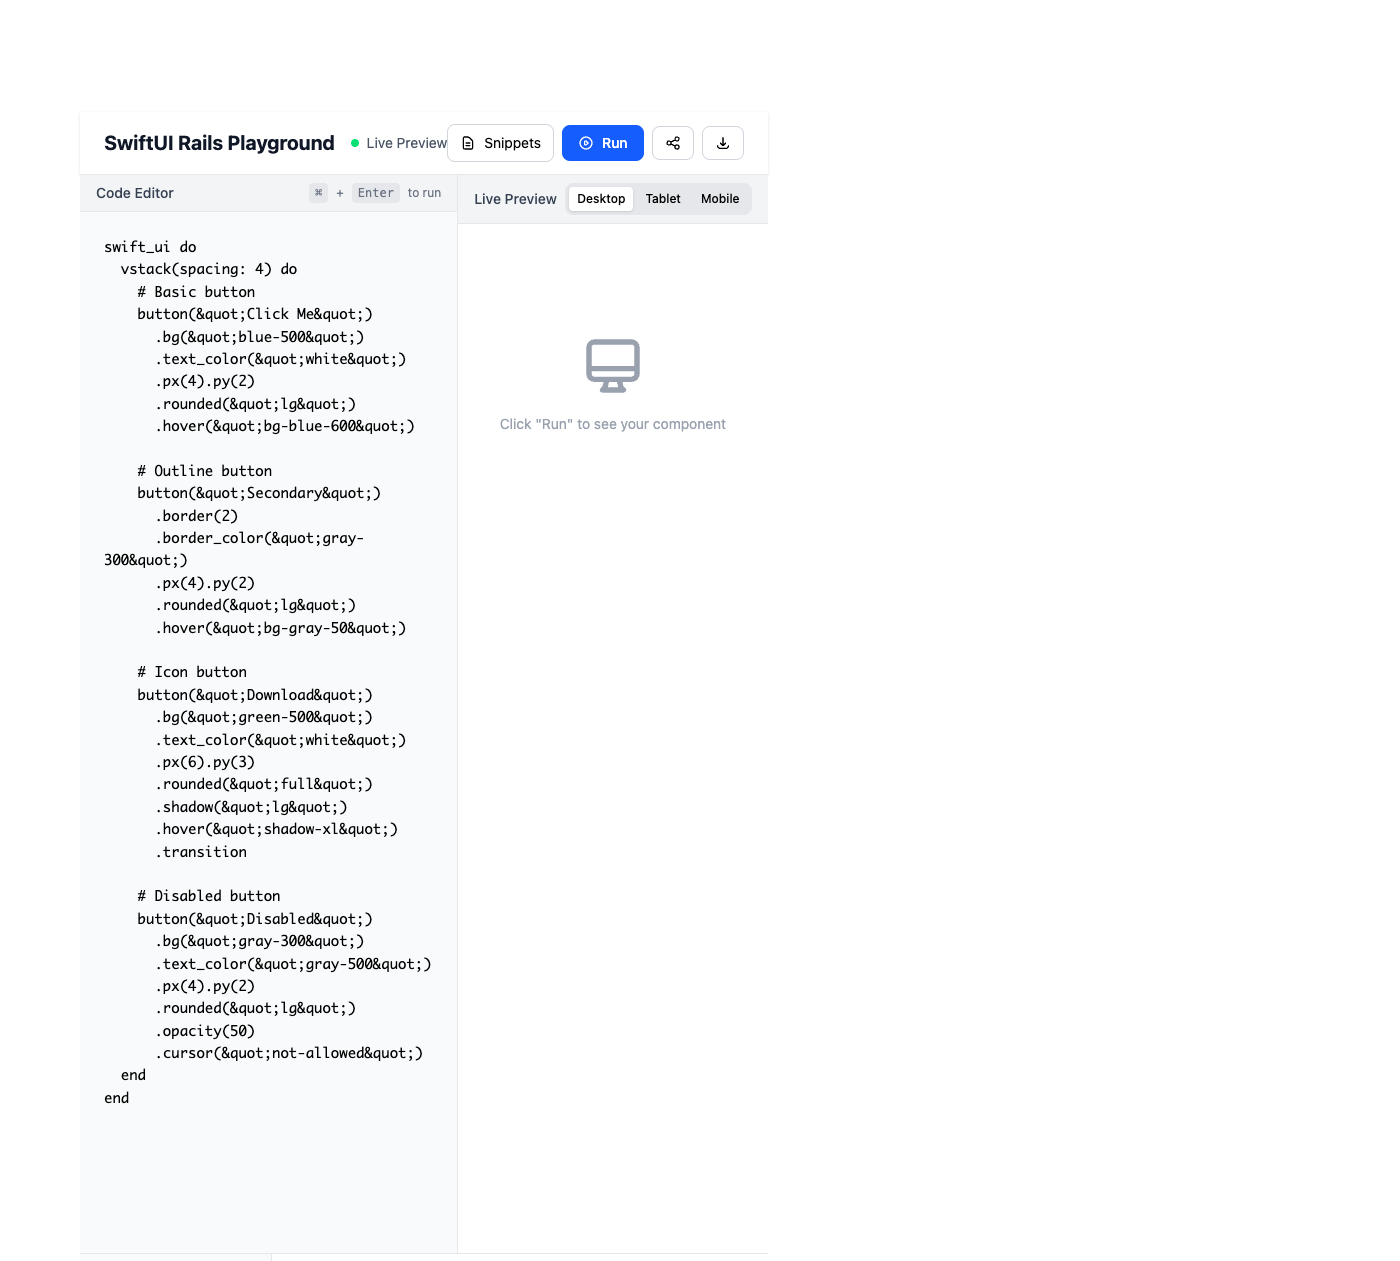 SwiftUI Rails Playground
Live Preview
Snippets
Run
Code Editor
⌘ + Enter to run
Live Preview
Desktop
Tablet
Mobile
swift_ui do
  vstack(spacing: 4) do
    # Basic button
    button(&quot;Click Me&quot;)
      .bg(&quot;blue-500&quot;)
      .text_color(&quot;white&quot;)
      .px(4).py(2)
      .rounded(&quot;lg&quot;)
      .hover(&quot;bg-blue-600&quot;)

    # Outline button
    button(&quot;Secondary&quot;)
      .border(2)
      .border_color(&quot;gray-
300&quot;)
      .px(4).py(2)
      .rounded(&quot;lg&quot;)
      .hover(&quot;bg-gray-50&quot;)

    # Icon button
    button(&quot;Download&quot;)
      .bg(&quot;green-500&quot;)
      .text_color(&quot;white&quot;)
      .px(6).py(3)
      .rounded(&quot;full&quot;)
      .shadow(&quot;lg&quot;)
      .hover(&quot;shadow-xl&quot;)
      .transition

    # Disabled button
    button(&quot;Disabled&quot;)
      .bg(&quot;gray-300&quot;)
      .text_color(&quot;gray-500&quot;)
      .px(4).py(2)
      .rounded(&quot;lg&quot;)
      .opacity(50)
      .cursor(&quot;not-allowed&quot;)
  end
end
Click "Run" to see your component